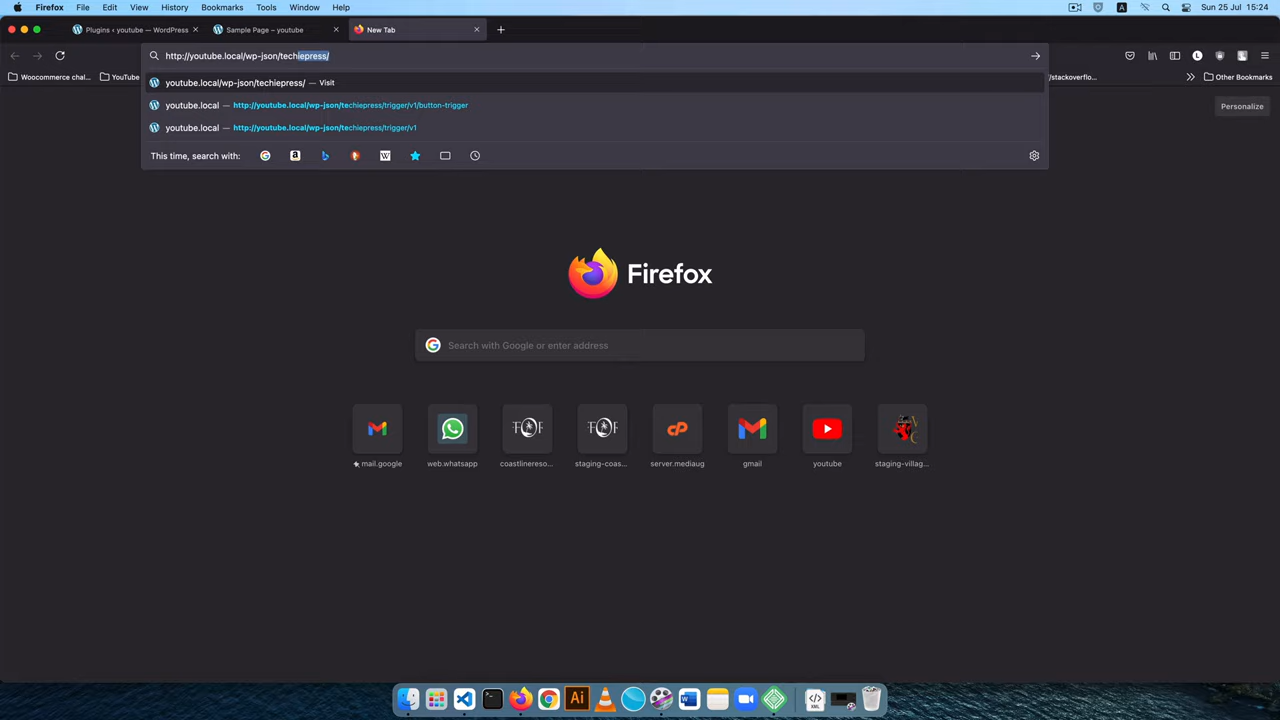 Firefox File Edit View History Bookmarks Tools Window Help
A Sun 25 Jul 15:24
Plugins ‹ youtube — WordPress
Sample Page – youtube
New Tab
http://youtube.local/wp-json/techiepress/
L
Woocommerce chal...
YouTube
/stackoverflo...
Other Bookmarks
youtube.local/wp-json/techiepress/ — Visit
youtube.local — http://youtube.local/wp-json/techiepress/trigger/v1/button-trigger
youtube.local — http://youtube.local/wp-json/techiepress/trigger/v1
Personalize
This time, search with:
Firefox
Search with Google or enter address
mail.google
web.whatsapp
coastlinereso...
staging-coas...
server.mediaug
gmail
youtube
staging-villag...